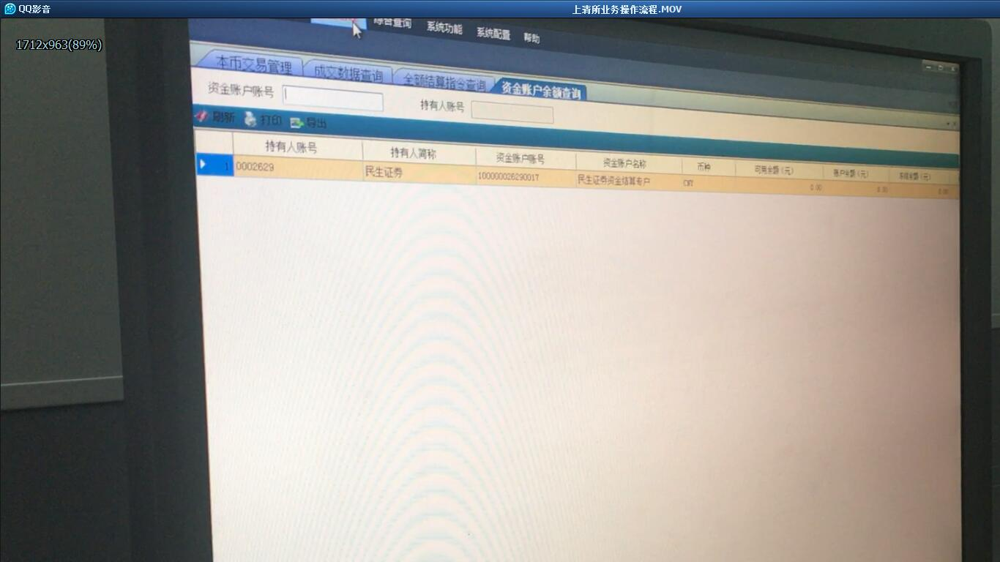 QQ影音
上清所业务操作流程.MOV
1712x963(89%)
综合查询 系统功能 系统配置 帮助
本币交易管理 成交数据查询 全额结算指令查询 资金账户余额查询
资金账户账号 持有人账号
刷新 打印 导出
持有人账号 持有人简称 资金账户账号 资金账户名称 币种 可用余额(元) 账户余额(元) 冻结余额(元)
1 0002629 民生证券 100000026290017 民生证券资金结算专户 CNY 0.00 0.00 0.00